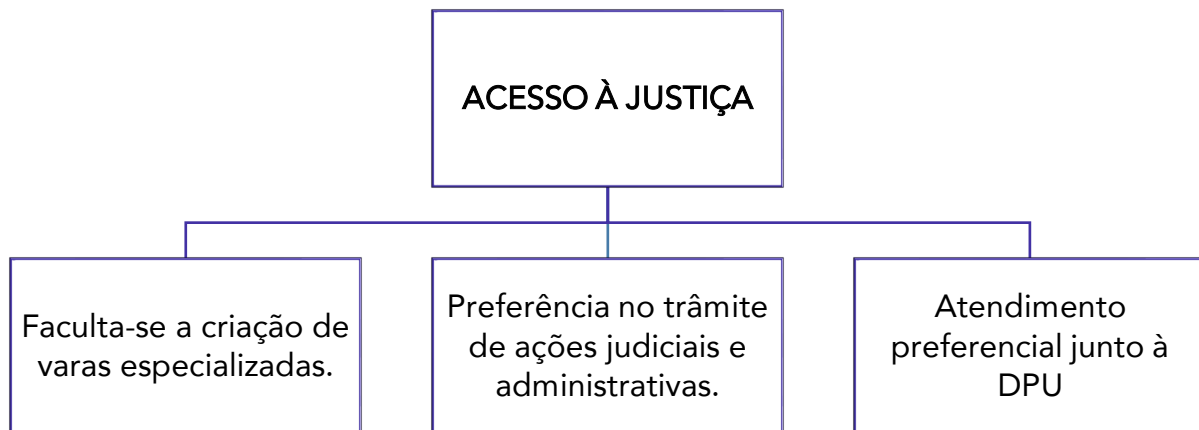 ACESSO À JUSTIÇA
Faculta-se a criação de
varas especializadas.
Preferência no trâmite
de ações judiciais e
administrativas.
Atendimento
preferencial junto à
DPU